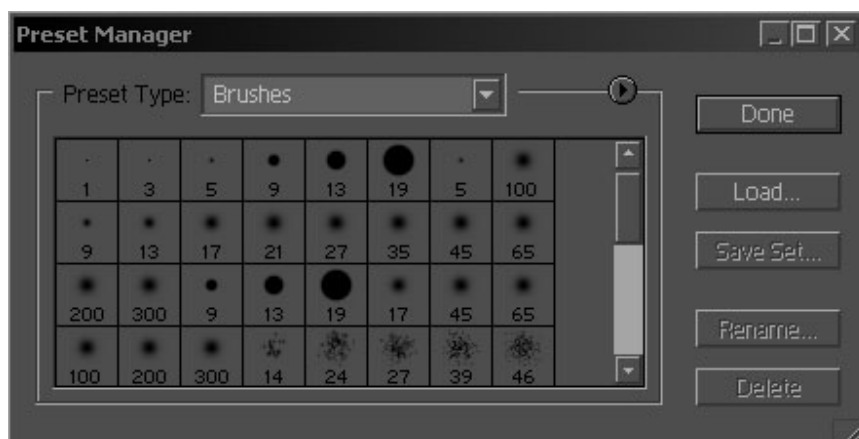 Preset Manager
Preset Type: Brushes
Done
1 3 5 9 13 19 5 100
Load...
9 13 17 21 27 35 45 65
Save Set...
200 300 9 13 19 17 45 65
Rename...
100 200 300 14 24 27 39 46
Delete